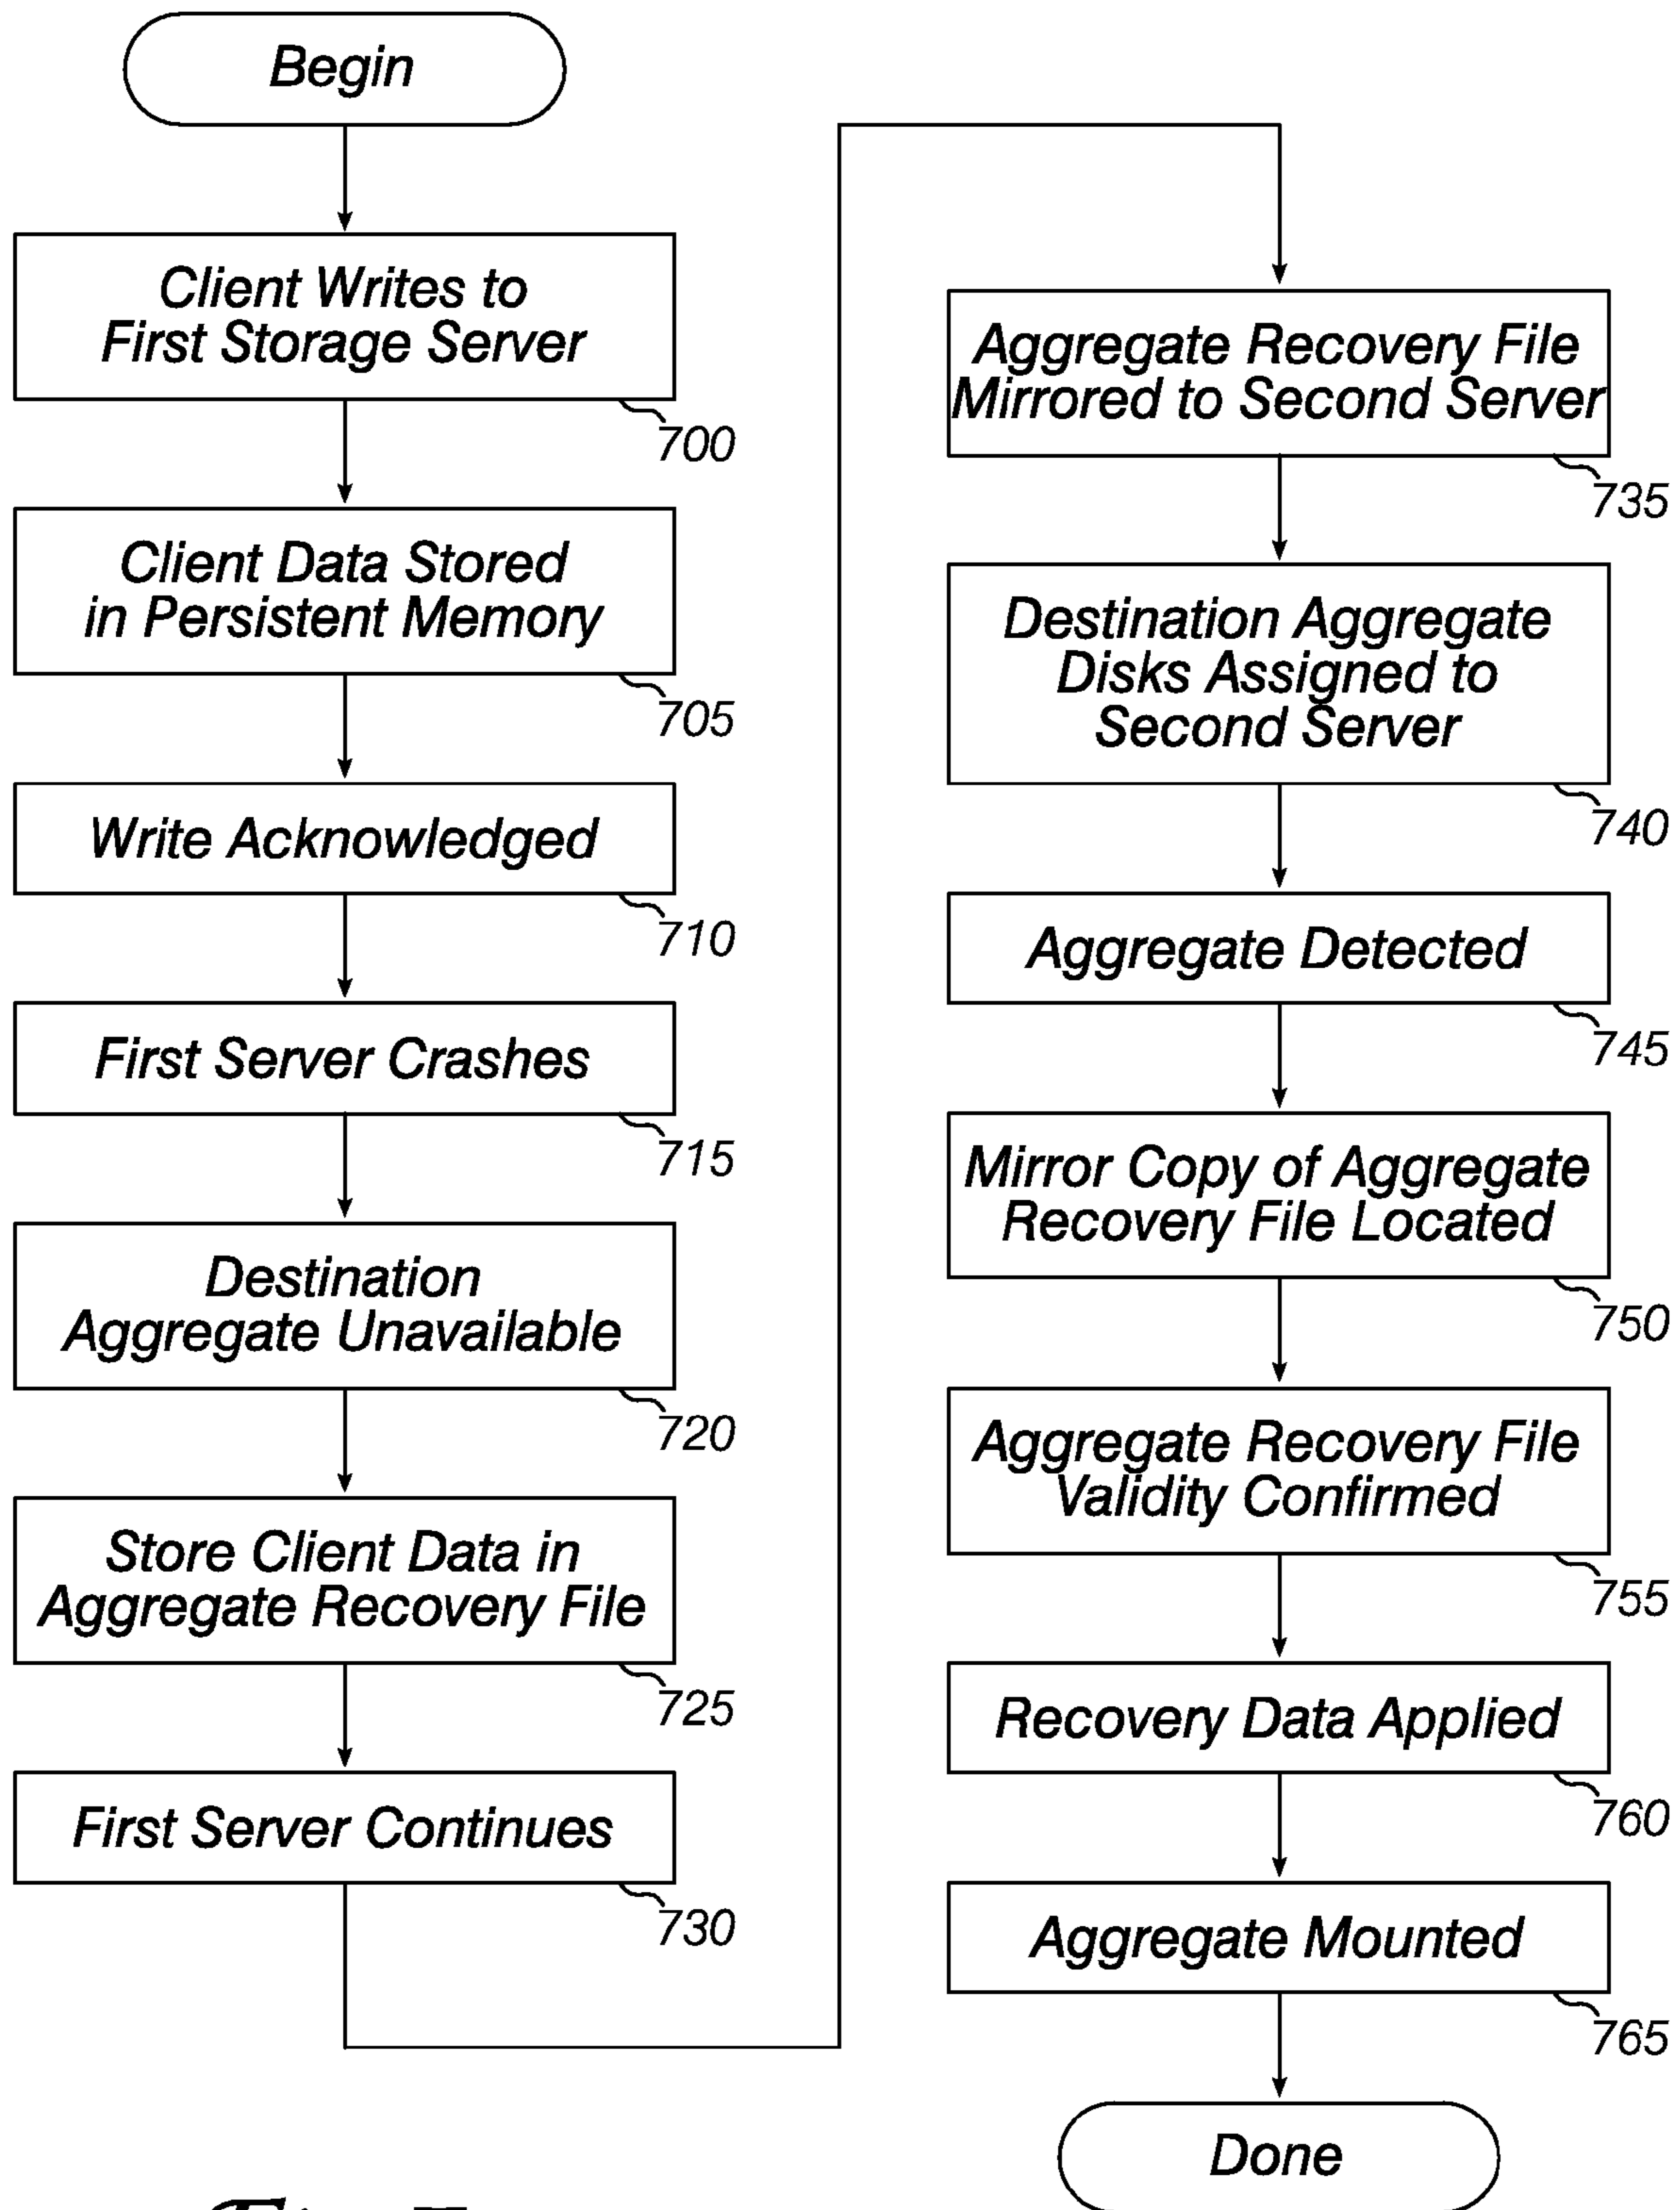 Begin
Client Writes to
First Storage Server
700
Client Data Stored
in Persistent Memory
705
Write Acknowledged
710
First Server Crashes
715
Destination
Aggregate Unavailable
720
Store Client Data in
Aggregate Recovery File
725
First Server Continues
730
Aggregate Recovery File
Mirrored to Second Server
735
Destination Aggregate
Disks Assigned to
Second Server
740
Aggregate Detected
745
Mirror Copy of Aggregate
Recovery File Located
750
Aggregate Recovery File
Validity Confirmed
755
Recovery Data Applied
760
Aggregate Mounted
765
Done